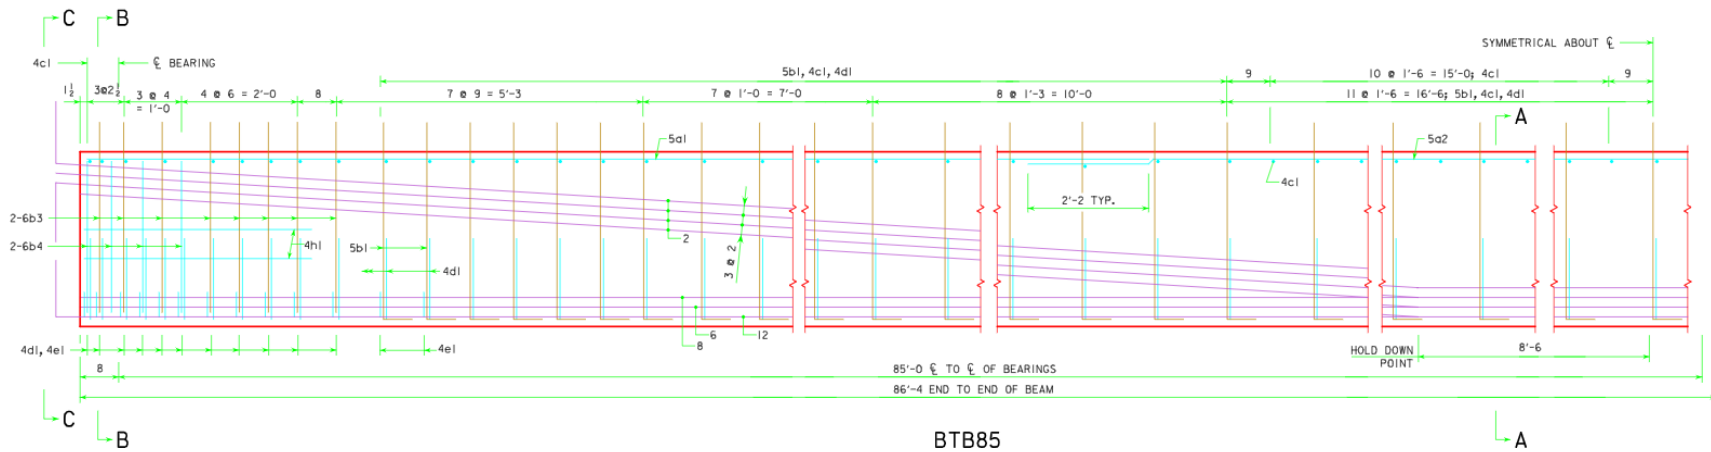 C
B
SYMMETRICAL ABOUT ℄
4c1
℄ BEARING
5b1, 4c1, 4d1
9
10 @ 1'-6 = 15'-0; 4c1
9
1½
3@2½
3 @ 4
= 1'-0
4 @ 6 = 2'-0
8
7 @ 9 = 5'-3
7 @ 1'-0 = 7'-0
8 @ 1'-3 = 10'-0
11 @ 1'-6 = 16'-6; 5b1, 4c1, 4d1
A
5a1
5a2
4c1
2'-2 TYP.
2-6b3
2
4h1
2-6b4
5b1
3 @ 2
4d1
12
6
8
4d1, 4e1
4e1
HOLD DOWN
POINT
8'-6
8
85'-0 ℄ TO ℄ OF BEARINGS
86'-4 END TO END OF BEAM
C
B
BTB85
A